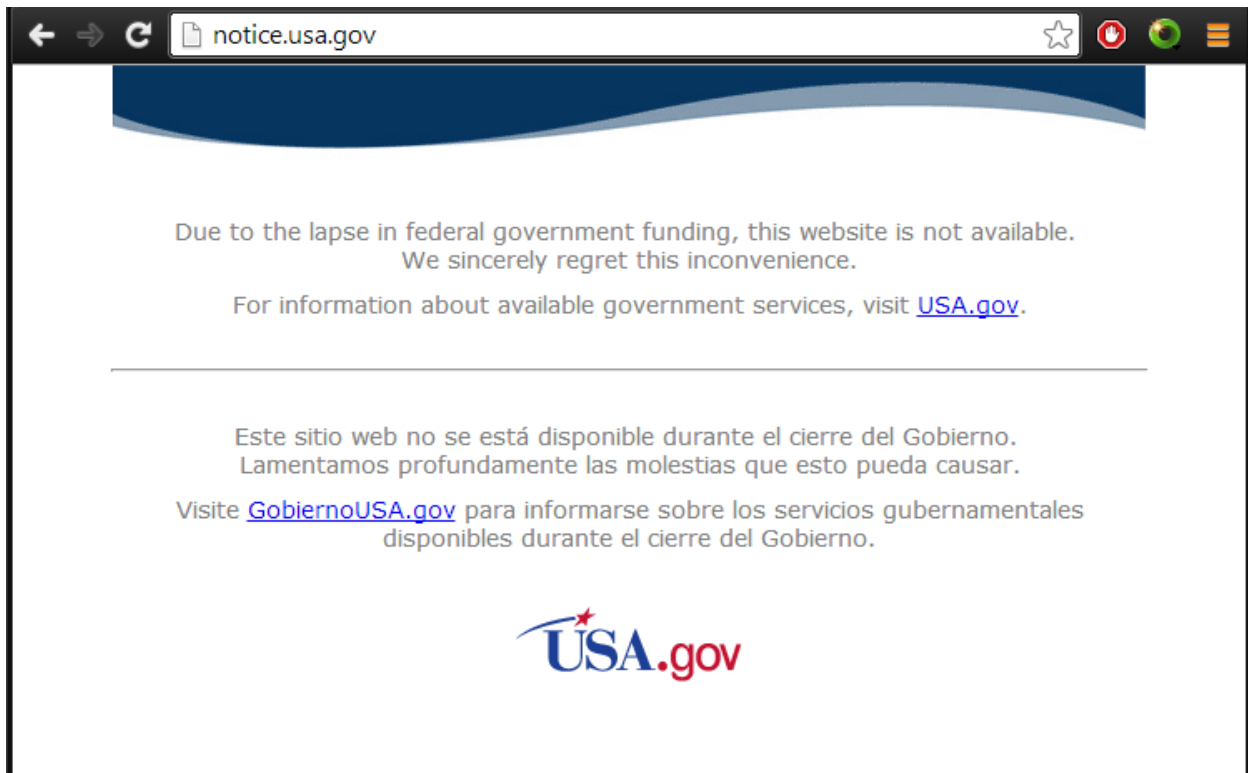 notice.usa.gov
Due to the lapse in federal government funding, this website is not available.
We sincerely regret this inconvenience.
For information about available government services, visit USA.gov.
Este sitio web no se está disponible durante el cierre del Gobierno.
Lamentamos profundamente las molestias que esto pueda causar.
Visite GobiernoUSA.gov para informarse sobre los servicios gubernamentales
disponibles durante el cierre del Gobierno.
USA.gov